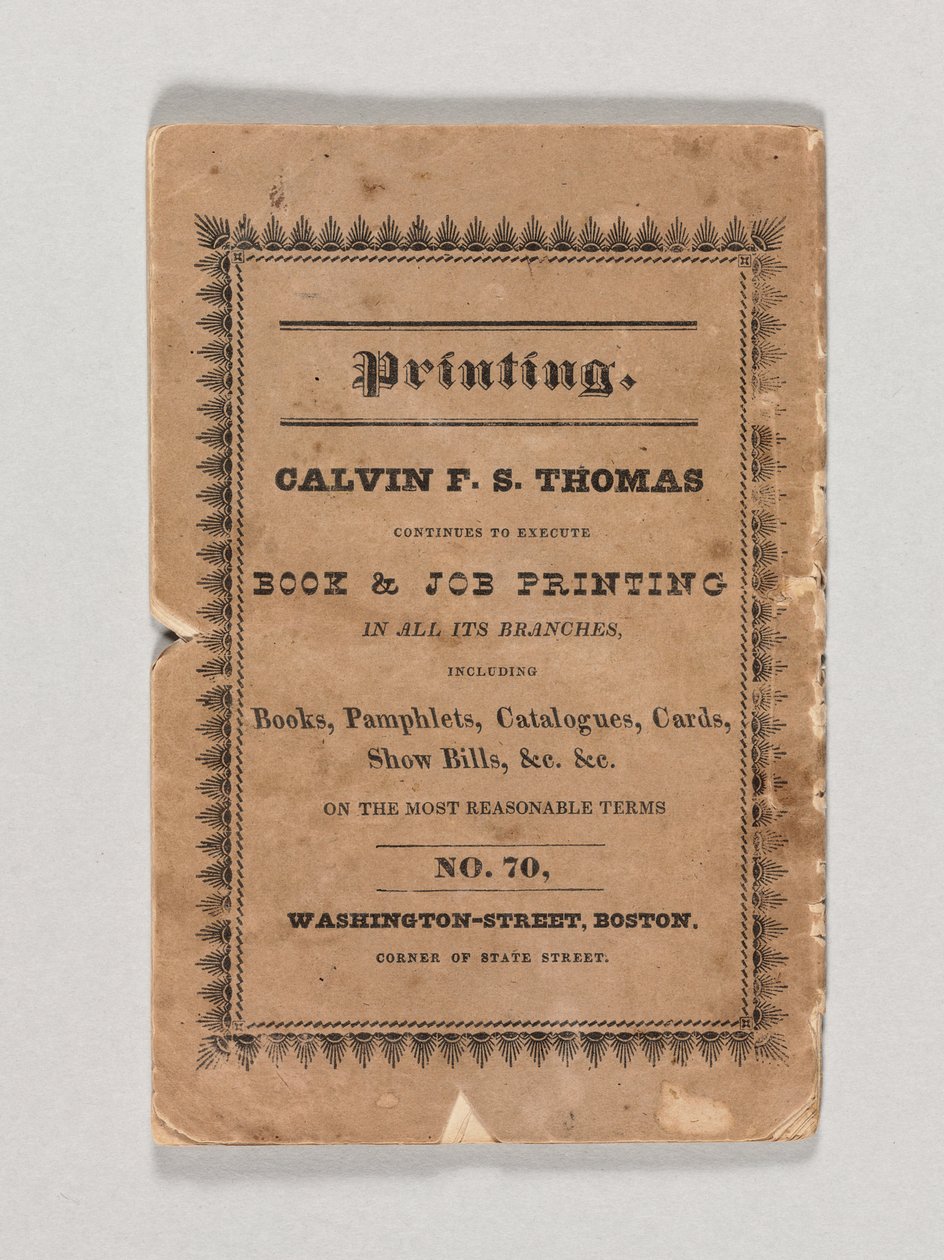 Printing.
CALVIN F. S. THOMAS
CONTINUES TO EXECUTE
BOOK & JOB PRINTING
IN ALL ITS BRANCHES,
INCLUDING
Books, Pamphlets, Catalogues, Cards,
Show Bills, &c. &c.
ON THE MOST REASONABLE TERMS
NO. 70,
WASHINGTON-STREET, BOSTON.
CORNER OF STATE STREET.